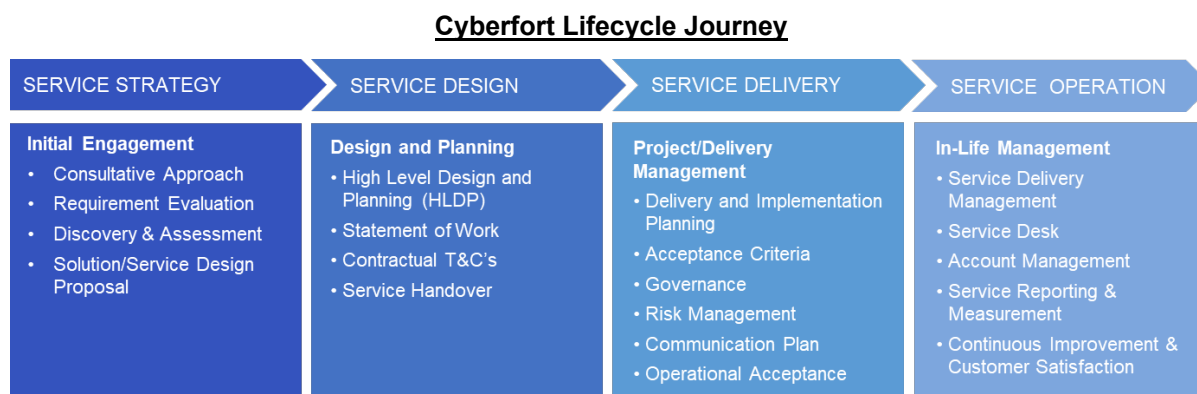 Cyberfort Lifecycle Journey
SERVICE STRATEGY
SERVICE DESIGN
SERVICE DELIVERY
SERVICE OPERATION
Initial Engagement
• Consultative Approach
• Requirement Evaluation
• Discovery & Assessment
• Solution/Service Design
Proposal
Design and Planning
• High Level Design and
Planning (HLDP)
• Statement of Work
• Contractual T&C's
• Service Handover
Project/Delivery
Management
• Delivery and Implementation
Planning
• Acceptance Criteria
• Governance
• Risk Management
• Communication Plan
• Operational Acceptance
In-Life Management
• Service Delivery
Management
• Service Desk
• Account Management
• Service Reporting &
Measurement
• Continuous Improvement &
Customer Satisfaction